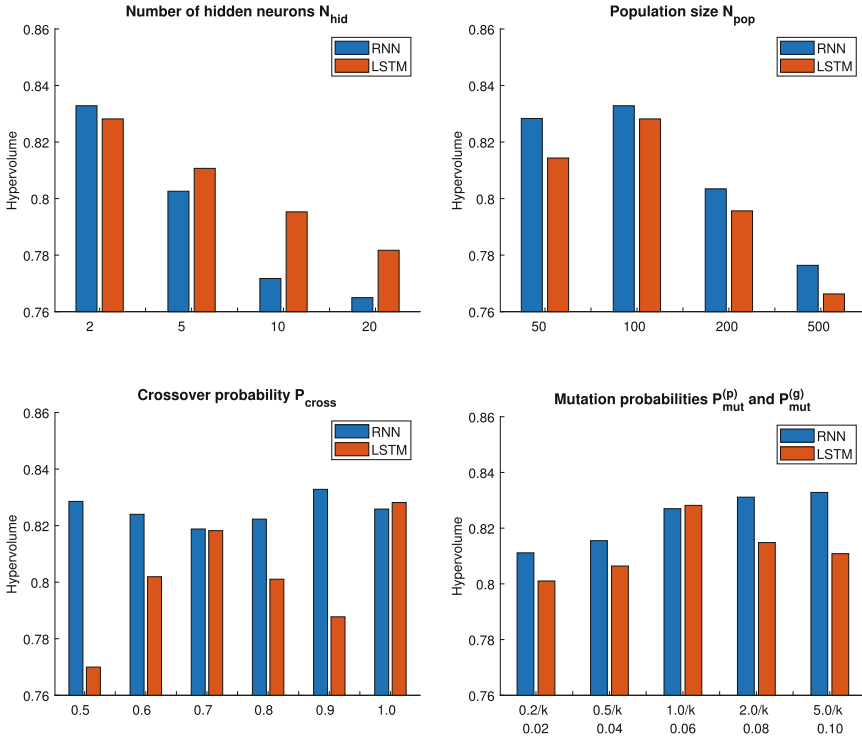 Number of hidden neurons N_hid
0.86
0.84
0.82
0.8
0.78
0.76
Hypervolume
RNN
LSTM
2 5 10 20
Population size N_pop
0.86
0.84
0.82
0.8
0.78
0.76
Hypervolume
RNN
LSTM
50 100 200 500
Crossover probability P_cross
0.86
0.84
0.82
0.8
0.78
0.76
Hypervolume
RNN
LSTM
0.5 0.6 0.7 0.8 0.9 1.0
Mutation probabilities P_mut^(p) and P_mut^(g)
0.86
0.84
0.82
0.8
0.78
0.76
Hypervolume
RNN
LSTM
0.2/k 0.5/k 1.0/k 2.0/k 5.0/k
0.02 0.04 0.06 0.08 0.10